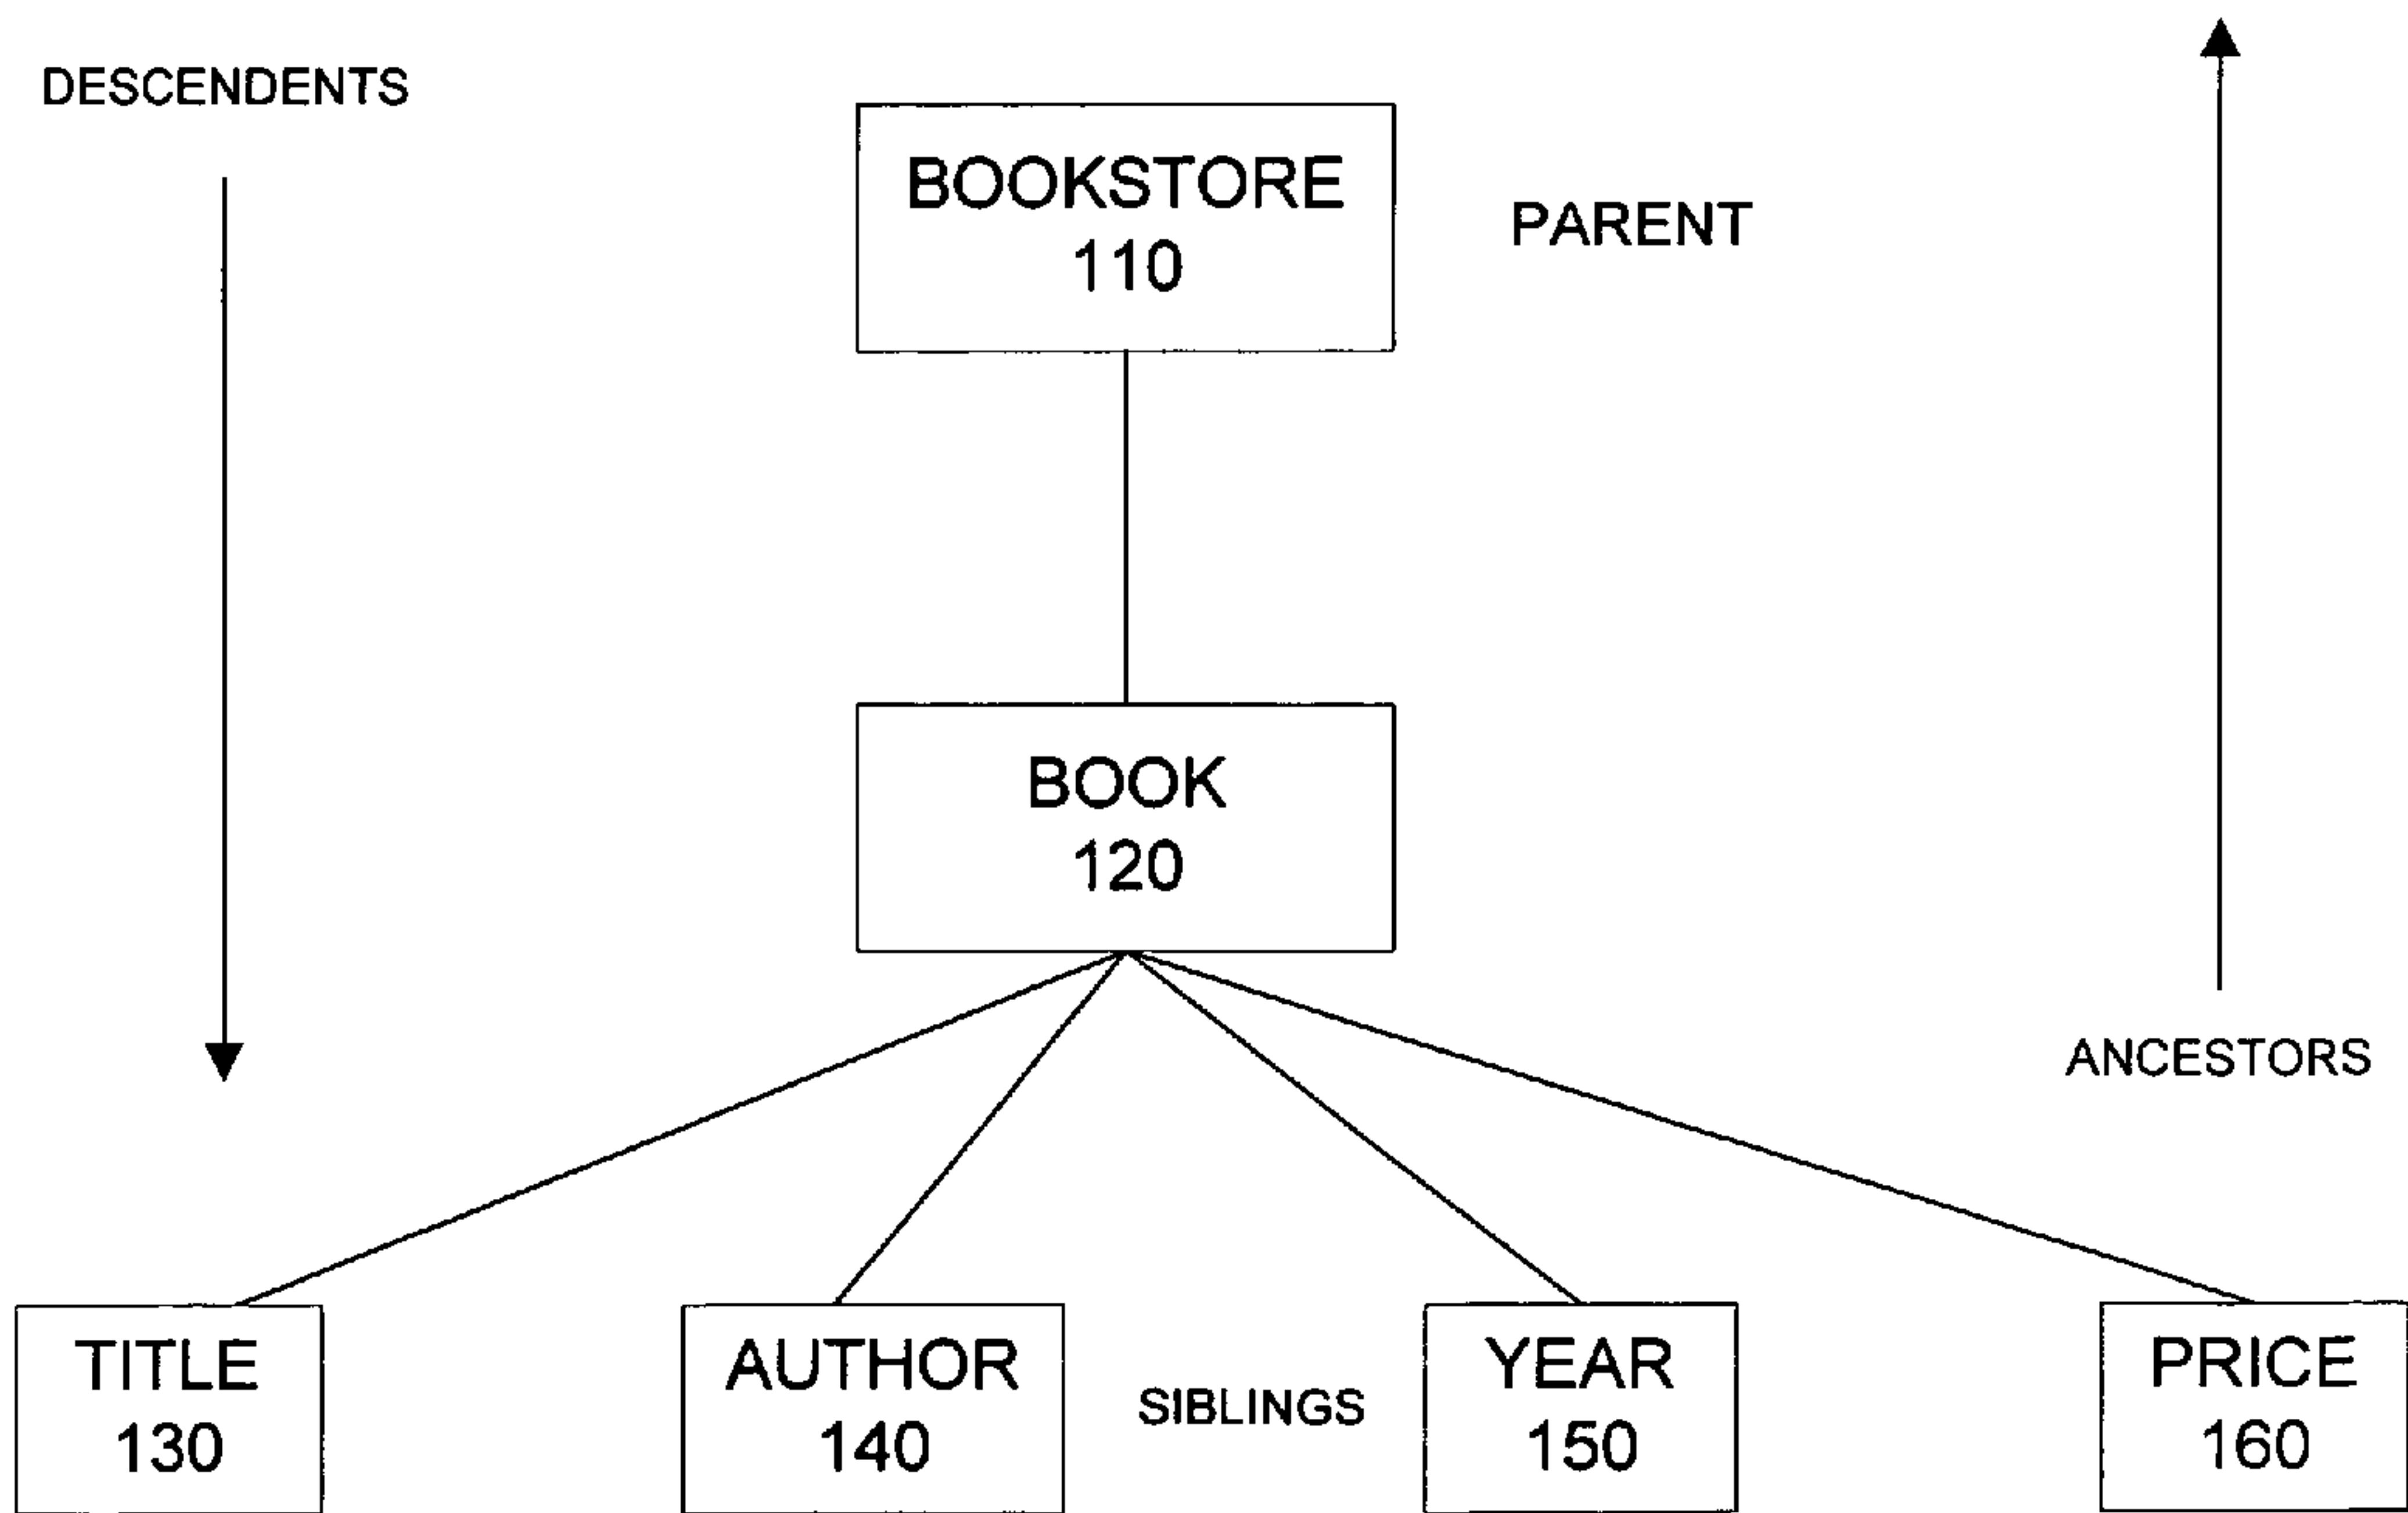 DESCENDENTS
BOOKSTORE
110
PARENT
BOOK
120
ANCESTORS
TITLE
130
AUTHOR
140
SIBLINGS
YEAR
150
PRICE
160